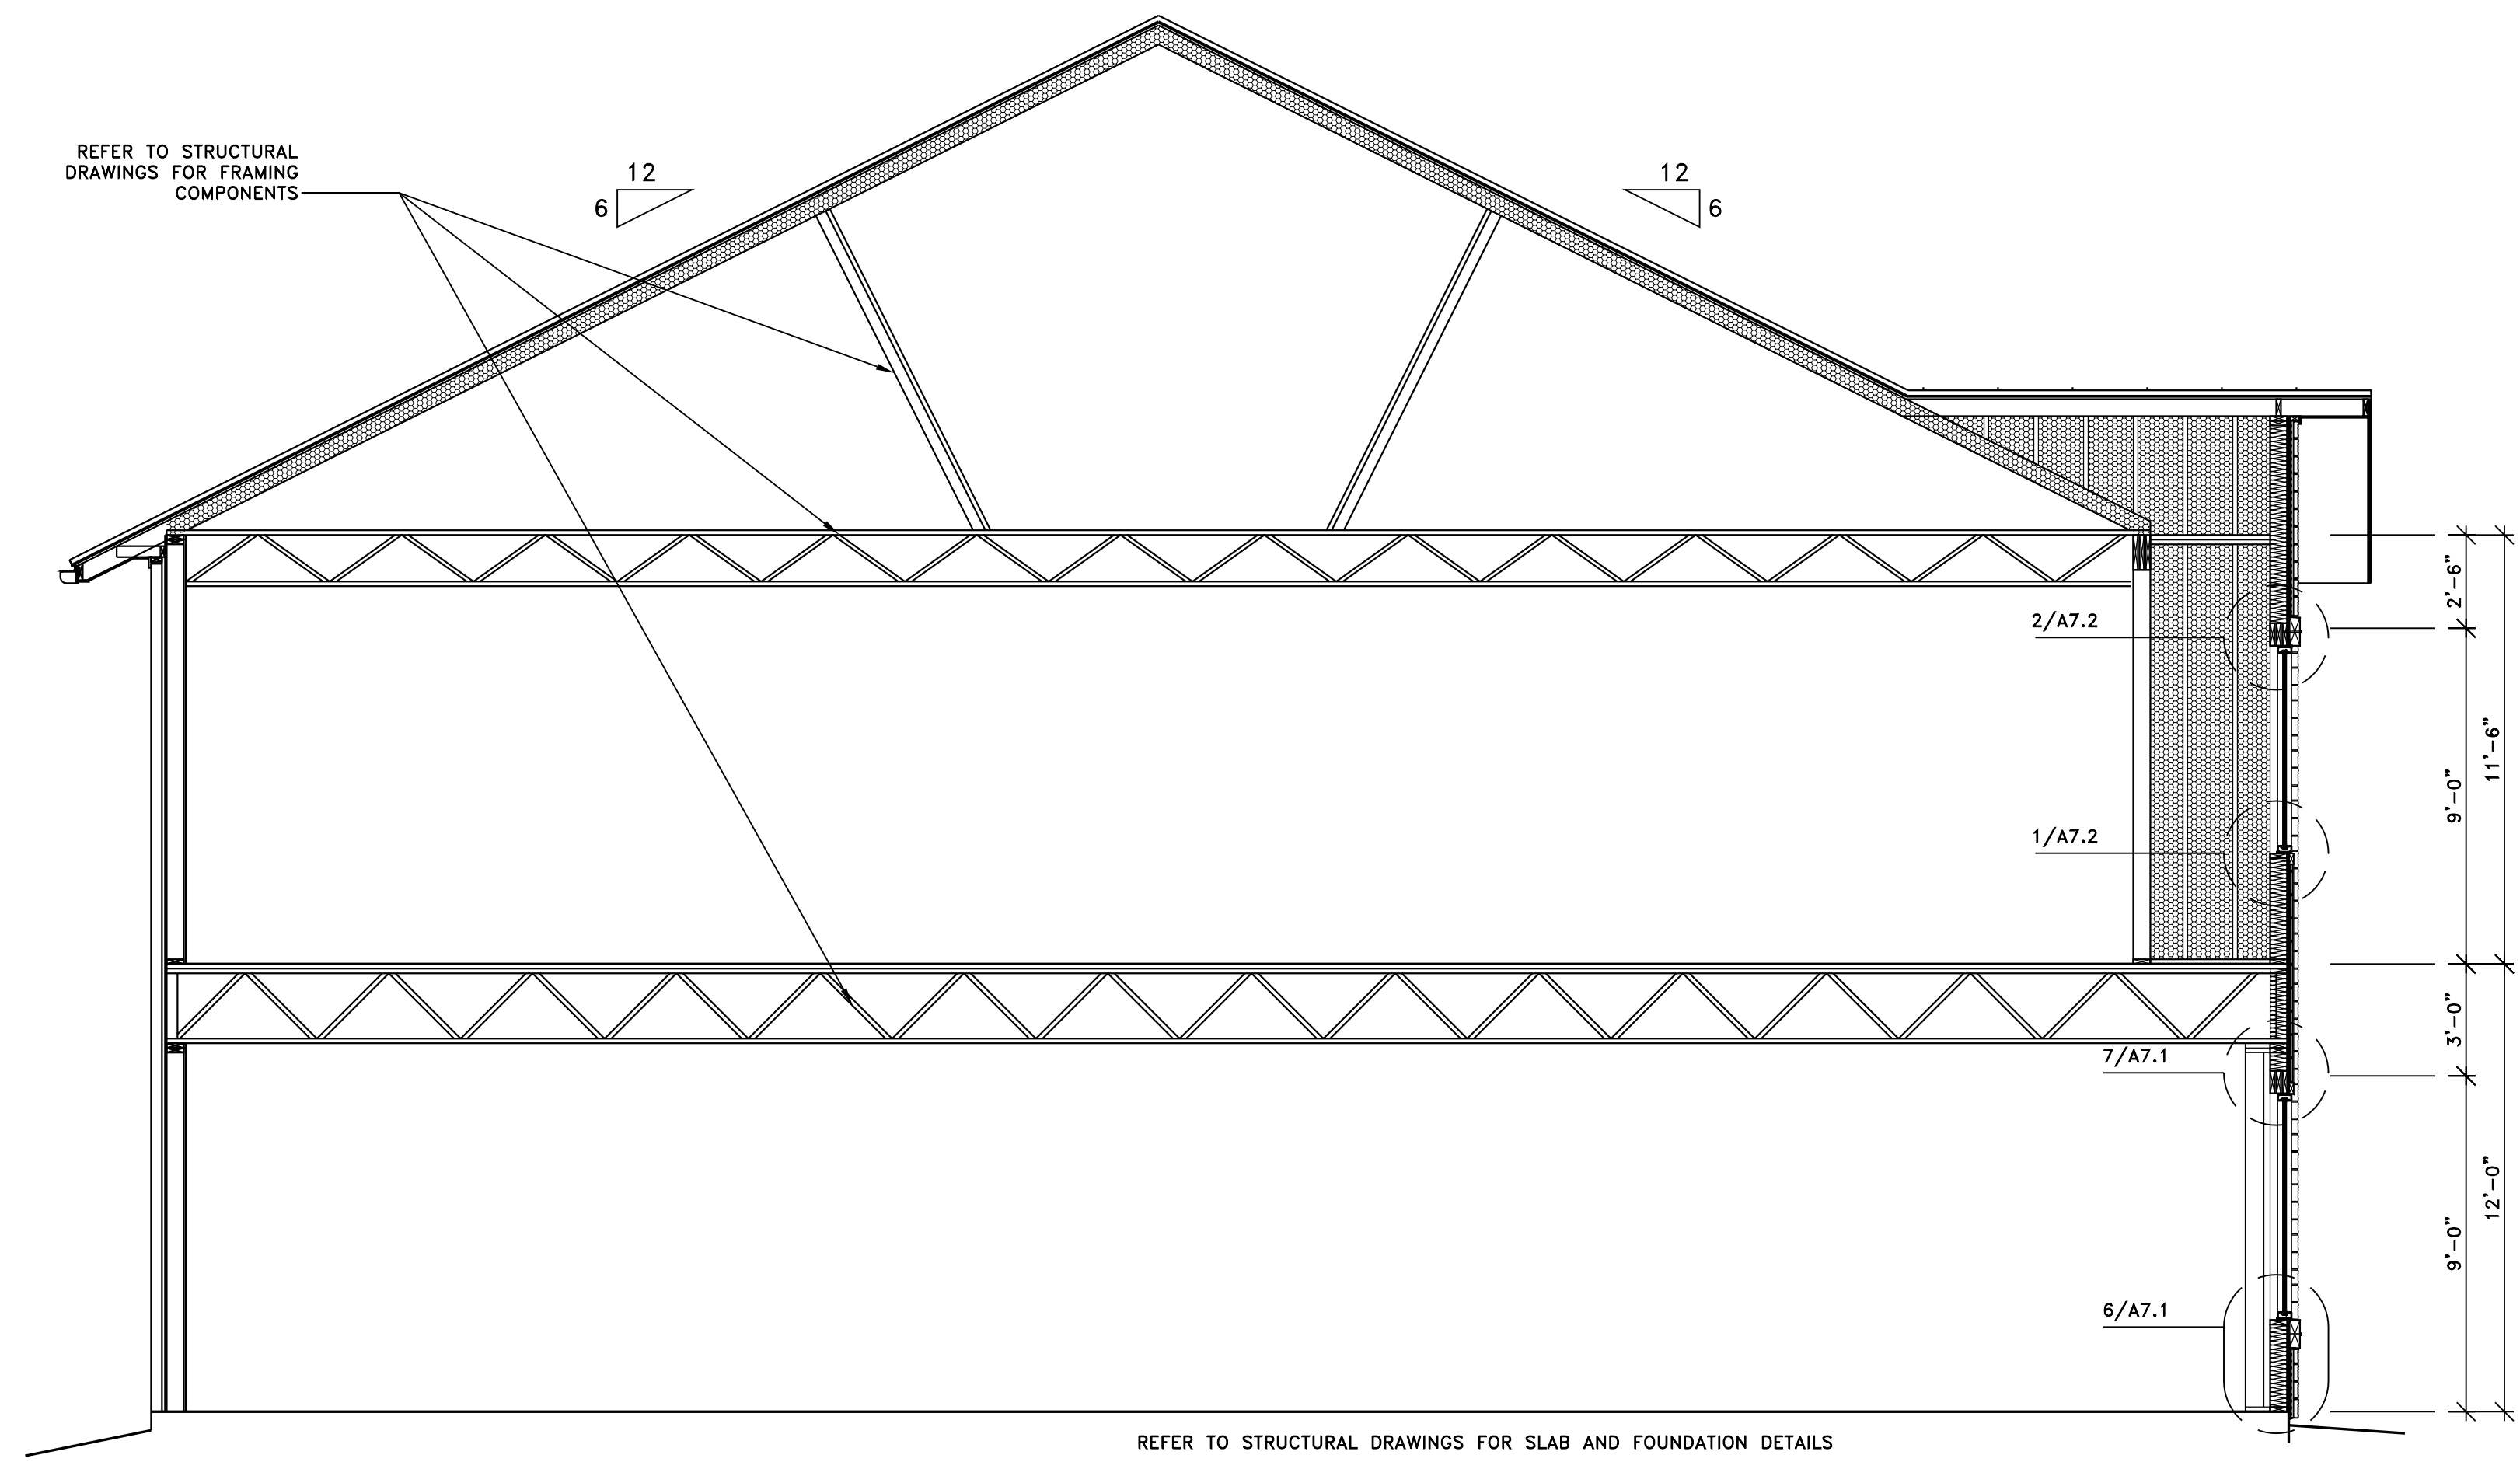 REFER TO STRUCTURAL
DRAWINGS FOR FRAMING
COMPONENTS
12
6
12
6
2/A7.2
1/A7.2
7/A7.1
6/A7.1
2'-6"
9'-0"
11'-6"
3'-0"
9'-0"
12'-0"
REFER TO STRUCTURAL DRAWINGS FOR SLAB AND FOUNDATION DETAILS